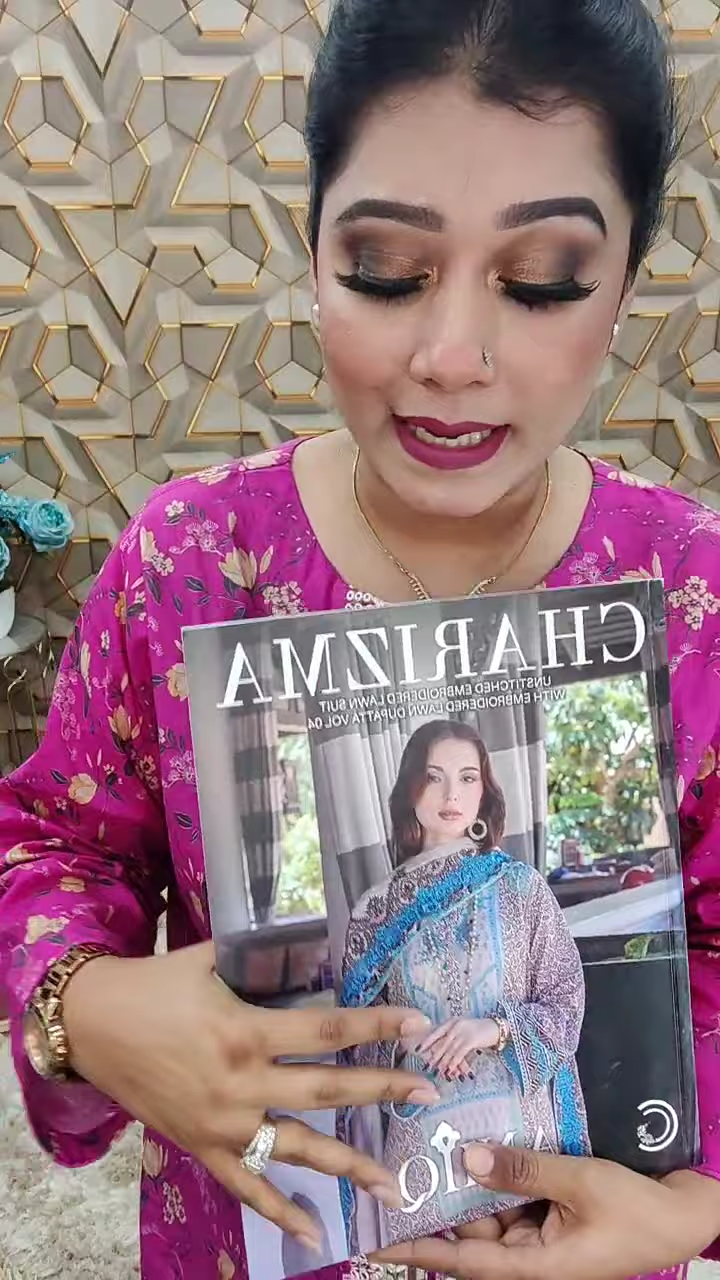 CHARIZMA
UNSTITCHED EMBROIDERED LAWN SUIT
WITH EMBROIDERED LAWN DUPATTA VOL 04